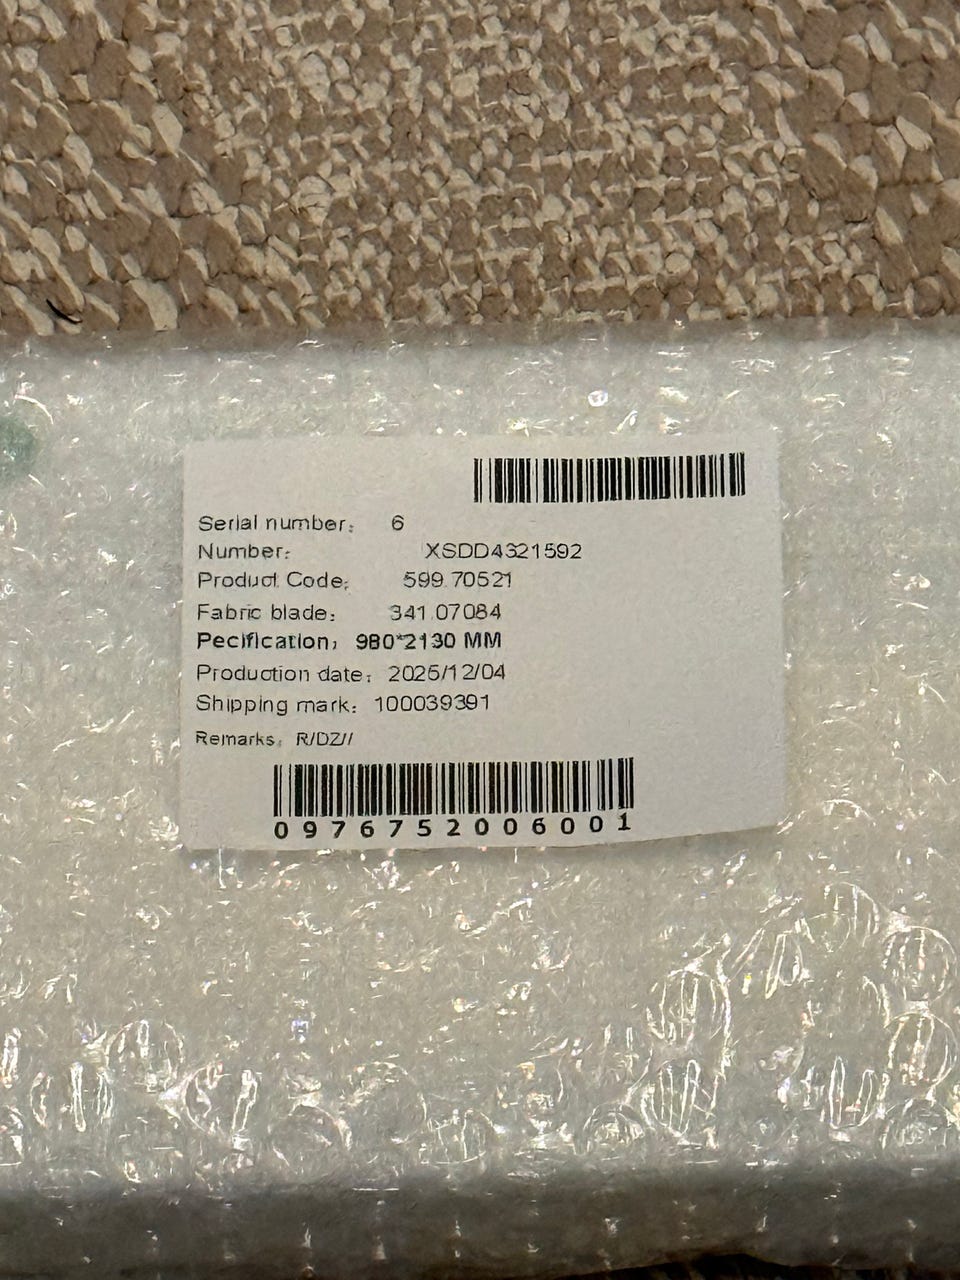 Serial number： 6
Number: XSDD4321592
Product Code: 599.70521
Fabric blade： 341.07084
Pecification： 980*2130 MM
Production date： 2025/12/04
Shipping mark： 100039391
Remarks： R/DZ//
0976752006001